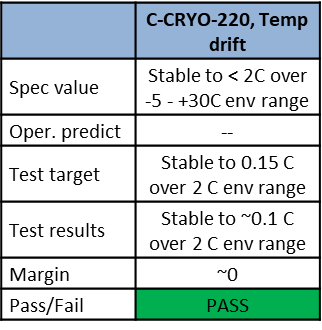 C-CRYO-220, Temp
drift
Spec value
Stable to < 2C over
-5 - +30C env range
Oper. predict
--
Test target
Stable to 0.15 C
over 2 C env range
Test results
Stable to ~0.1 C
over 2 C env range
Margin
~0
Pass/Fail
PASS